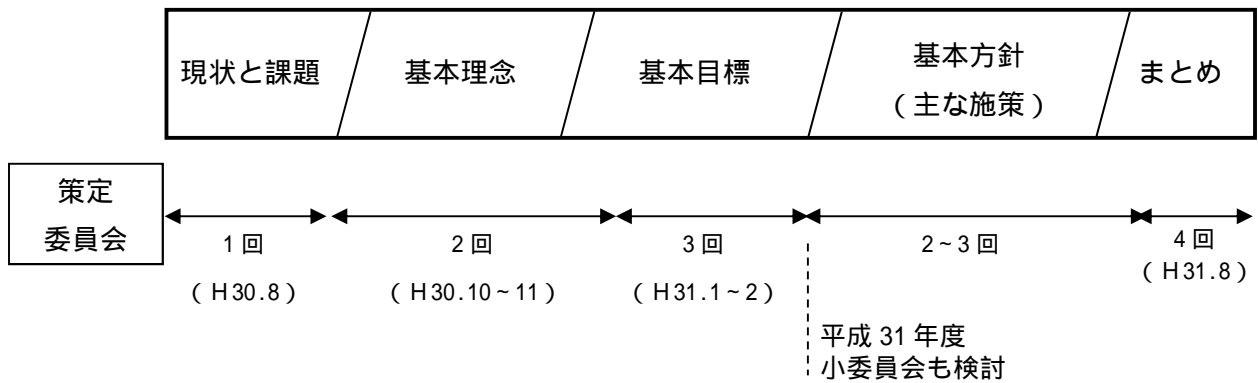 現状と課題
基本理念
基本目標
基本方針
(主な施策)
まとめ
策定
委員会
1回
(H30.8)
2回
(H30.10~11)
3回
(H31.1~2)
2~3回
4回
(H31.8)
平成31年度
小委員会も検討